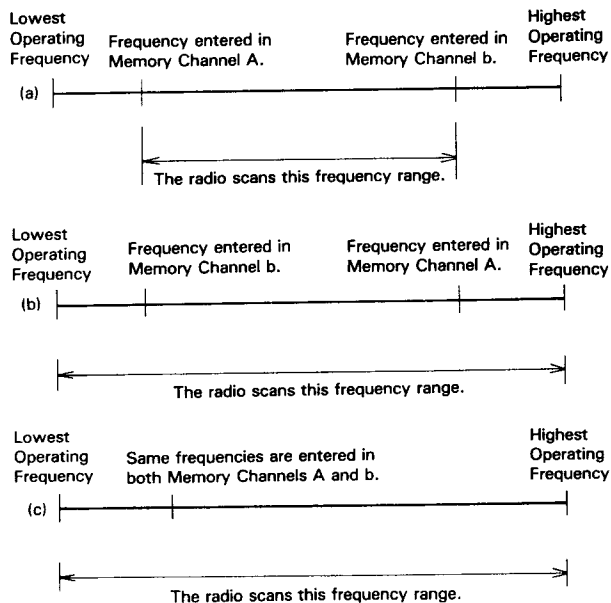 Lowest
Operating
Frequency
Frequency entered in
Memory Channel A.
Frequency entered in
Memory Channel b.
Highest
Operating
Frequency
(a)
The radio scans this frequency range.
Lowest
Operating
Frequency
Frequency entered in
Memory Channel b.
Frequency entered in
Memory Channel A.
Highest
Operating
Frequency
(b)
The radio scans this frequency range.
Lowest
Operating
Frequency
Same frequencies are entered in
both Memory Channels A and b.
Highest
Operating
Frequency
(c)
The radio scans this frequency range.